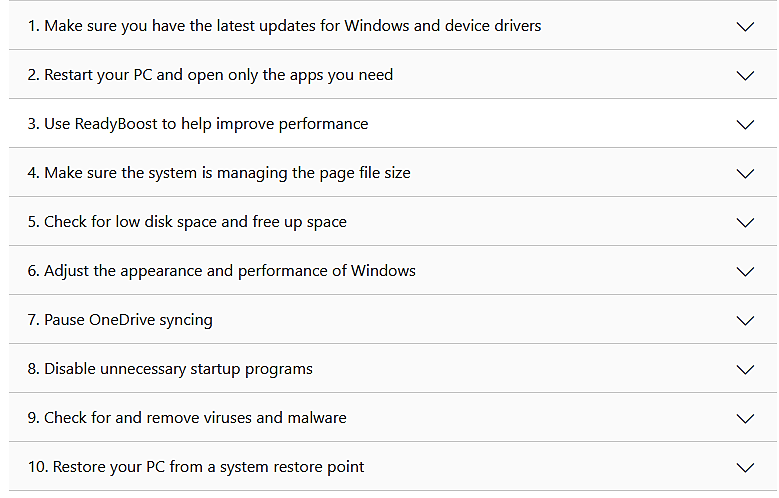 1. Make sure you have the latest updates for Windows and device drivers
2. Restart your PC and open only the apps you need
3. Use ReadyBoost to help improve performance
4. Make sure the system is managing the page file size
5. Check for low disk space and free up space
6. Adjust the appearance and performance of Windows
7. Pause OneDrive syncing
8. Disable unnecessary startup programs
9. Check for and remove viruses and malware
10. Restore your PC from a system restore point